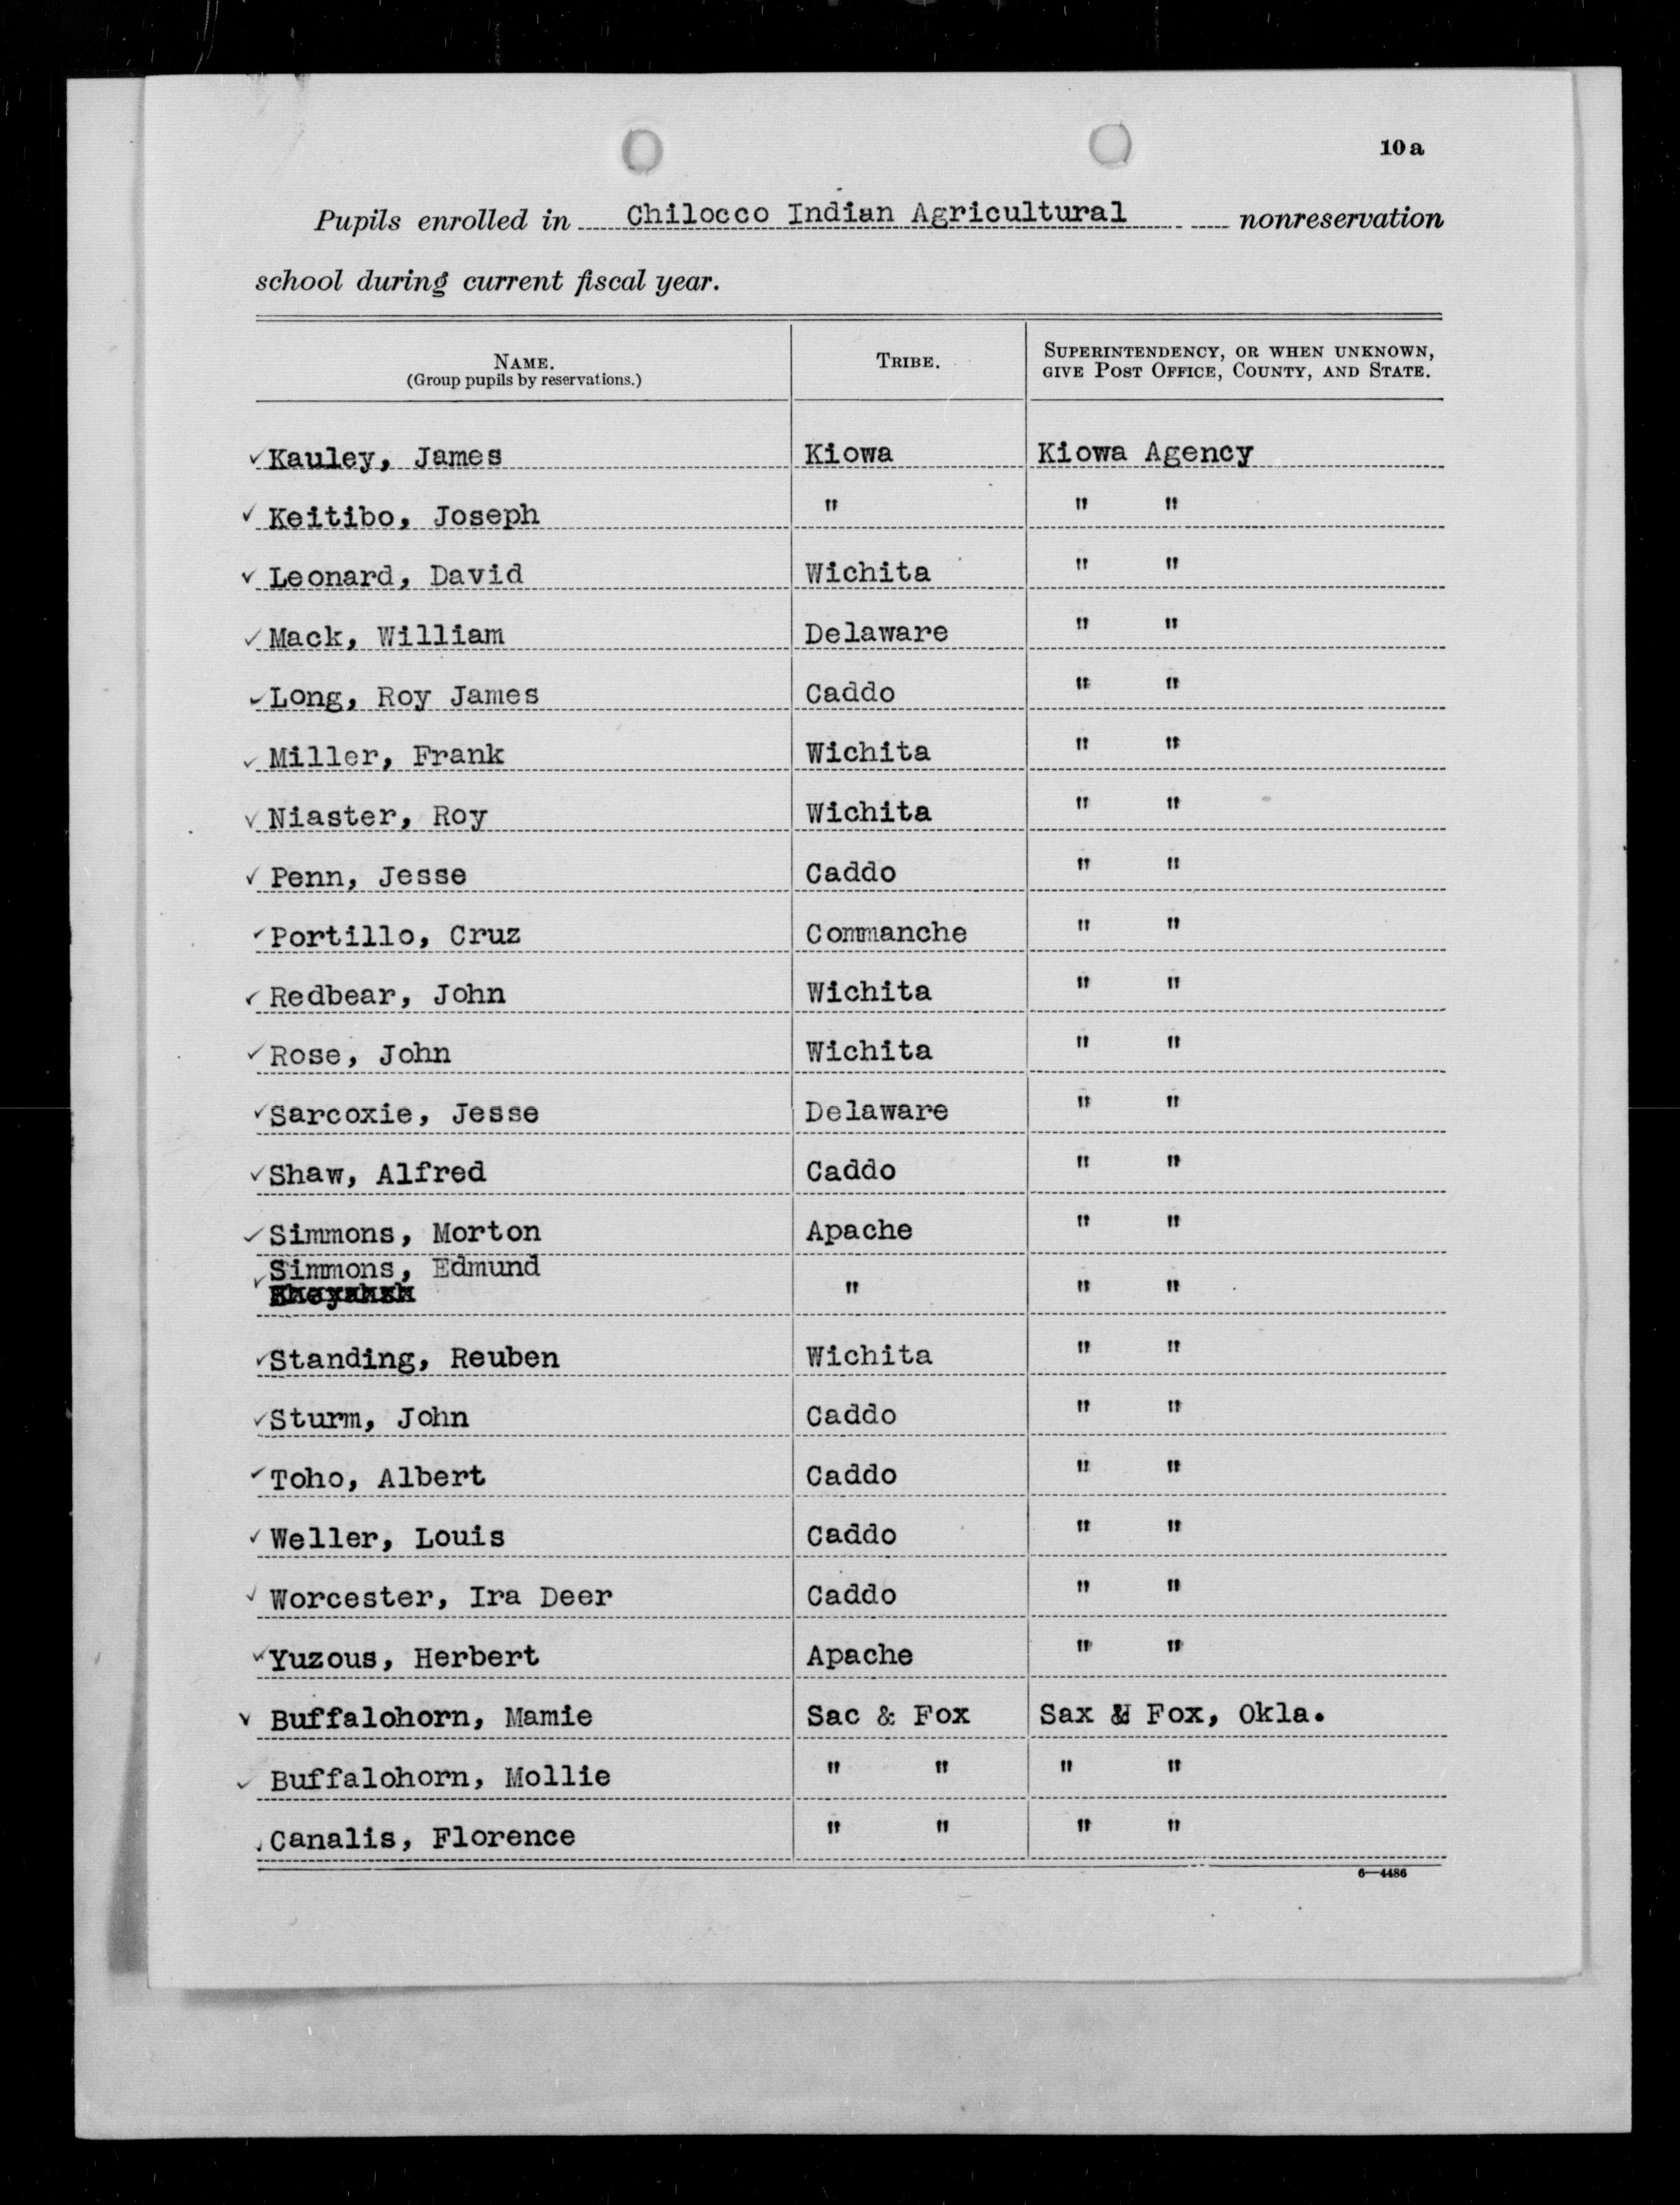 10a
Pupils enrolled in Chilocco Indian Agricultural nonreservation
school during current fiscal year.
NAME. TRIBE. SUPERINTENDENCY, OR WHEN UNKNOWN,
(Group pupils by reservations.) GIVE POST OFFICE, COUNTY, AND STATE.
✓ Kauley, James Kiowa Kiowa Agency
✓ Keitibo, Joseph " " "
✓ Leonard, David Wichita " "
✓ Mack, William Delaware " "
✓ Long, Roy James Caddo " "
✓ Miller, Frank Wichita " "
✓ Niaster, Roy Wichita " "
✓ Penn, Jesse Caddo " "
✓ Portillo, Cruz Commanche " "
✓ Redbear, John Wichita " "
✓ Rose, John Wichita " "
✓ Sarcoxie, Jesse Delaware " "
✓ Shaw, Alfred Caddo " "
✓ Simmons, Morton Apache " "
✓ Simmons, Edmund " " "
✓ Standing, Reuben Wichita " "
✓ Sturm, John Caddo " "
✓ Toho, Albert Caddo " "
✓ Weller, Louis Caddo " "
✓ Worcester, Ira Deer Caddo " "
✓ Yuzous, Herbert Apache " "
✓ Buffalohorn, Mamie Sac & Fox Sax & Fox, Okla.
✓ Buffalohorn, Mollie " " " "
Canalis, Florence " " " "
6—4486